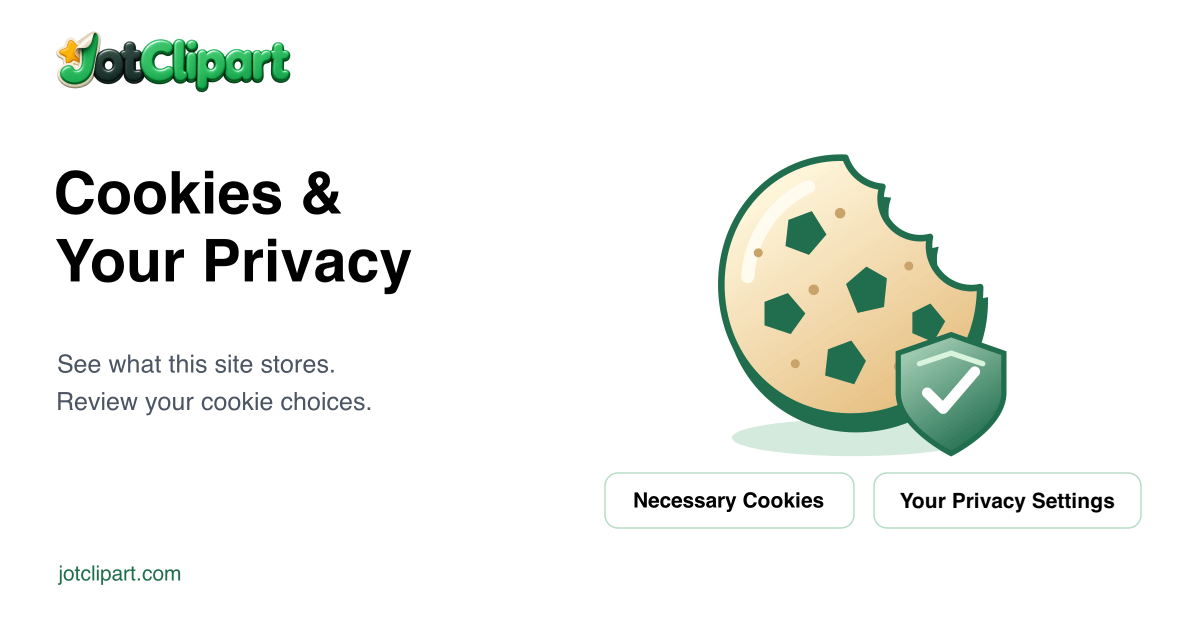 JotClipart
Cookies &
Your Privacy
See what this site stores.
Review your cookie choices.
Necessary Cookies
Your Privacy Settings
jotclipart.com